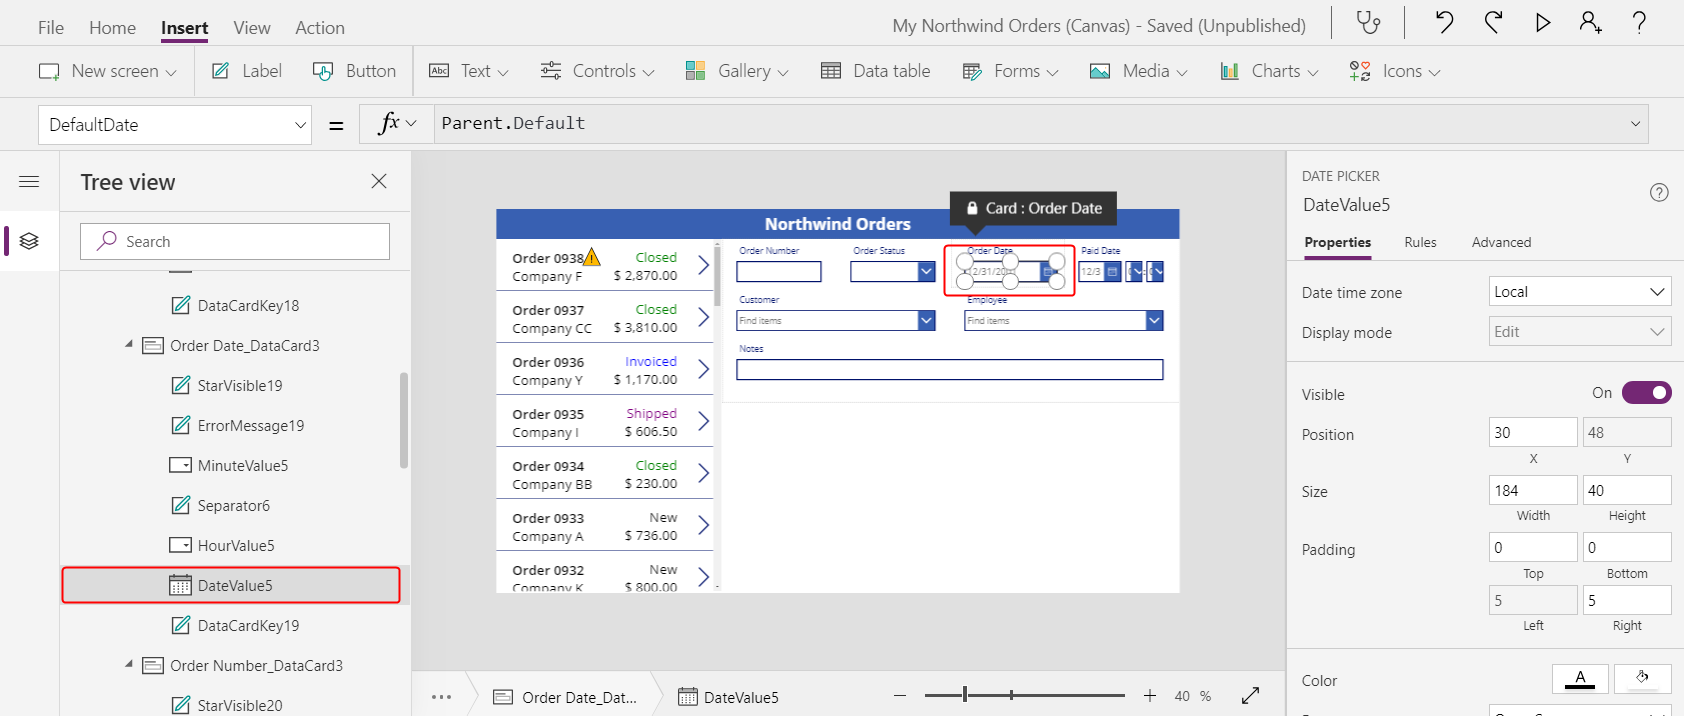 File Home Insert View Action
My Northwind Orders (Canvas) - Saved (Unpublished)
New screen Label Button Text Controls Gallery Data table Forms Media Charts Icons
DefaultDate = fx Parent.Default
Tree view
Search
DataCardKey18
Order Date_DataCard3
StarVisible19
ErrorMessage19
MinuteValue5
Separator6
HourValue5
DateValue5
DataCardKey19
Order Number_DataCard3
StarVisible20
Card : Order Date
Northwind Orders
Order 0938 Closed
Company F $ 2,870.00
Order 0937 Closed
Company CC $ 3,810.00
Order 0936 Invoiced
Company Y $ 1,170.00
Order 0935 Shipped
Company I $ 606.50
Order 0934 Closed
Company BB $ 230.00
Order 0933 New
Company A $ 736.00
Order 0932 New
Company K $ 800.00
Order Number Order Status Order Date Paid Date
12/3
Customer Employee
Find items Find items
Notes
... Order Date_Dat... DateValue5
40 %
DATE PICKER
DateValue5
Properties Rules Advanced
Date time zone Local
Display mode Edit
Visible On
Position 30 48
X Y
Size 184 40
Width Height
Padding 0 0
Top Bottom
5 5
Left Right
Color A